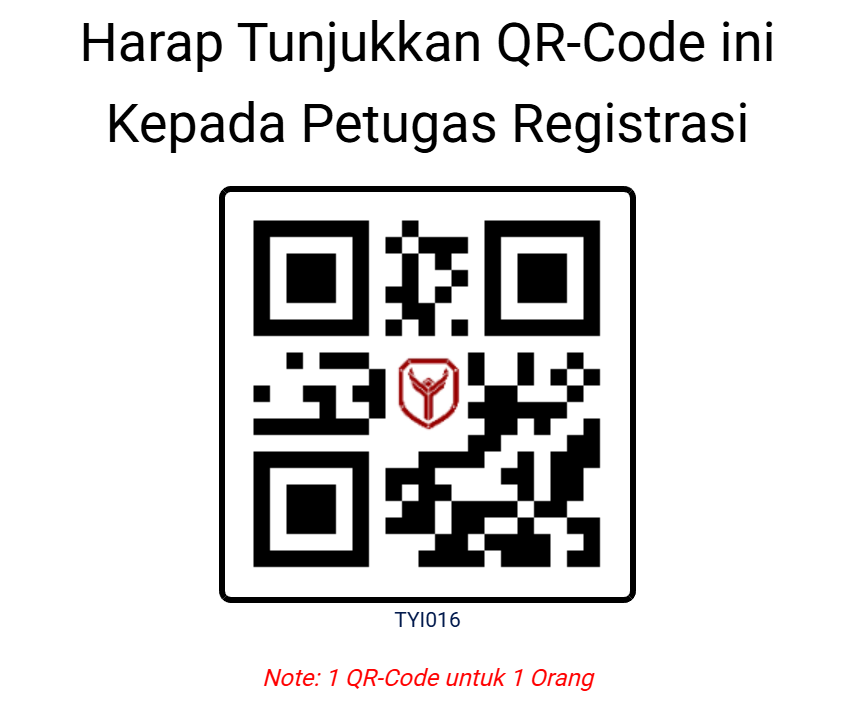 Harap Tunjukkan QR-Code ini
Kepada Petugas Registrasi
TYI016
Note: 1 QR-Code untuk 1 Orang